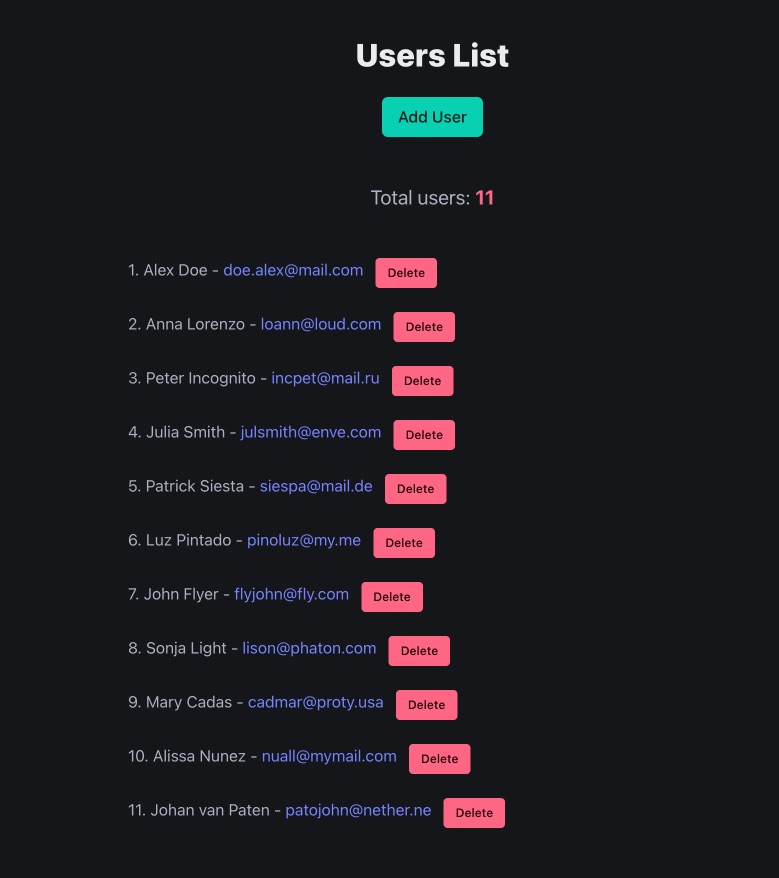 Users List
Add User
Total users: 11
1. Alex Doe - doe.alex@mail.com Delete
2. Anna Lorenzo - loann@loud.com Delete
3. Peter Incognito - incpet@mail.ru Delete
4. Julia Smith - julsmith@enve.com Delete
5. Patrick Siesta - siespa@mail.de Delete
6. Luz Pintado - pinoluz@my.me Delete
7. John Flyer - flyjohn@fly.com Delete
8. Sonja Light - lison@phaton.com Delete
9. Mary Cadas - cadmar@proty.usa Delete
10. Alissa Nunez - nuall@mymail.com Delete
11. Johan van Paten - patojohn@nether.ne Delete